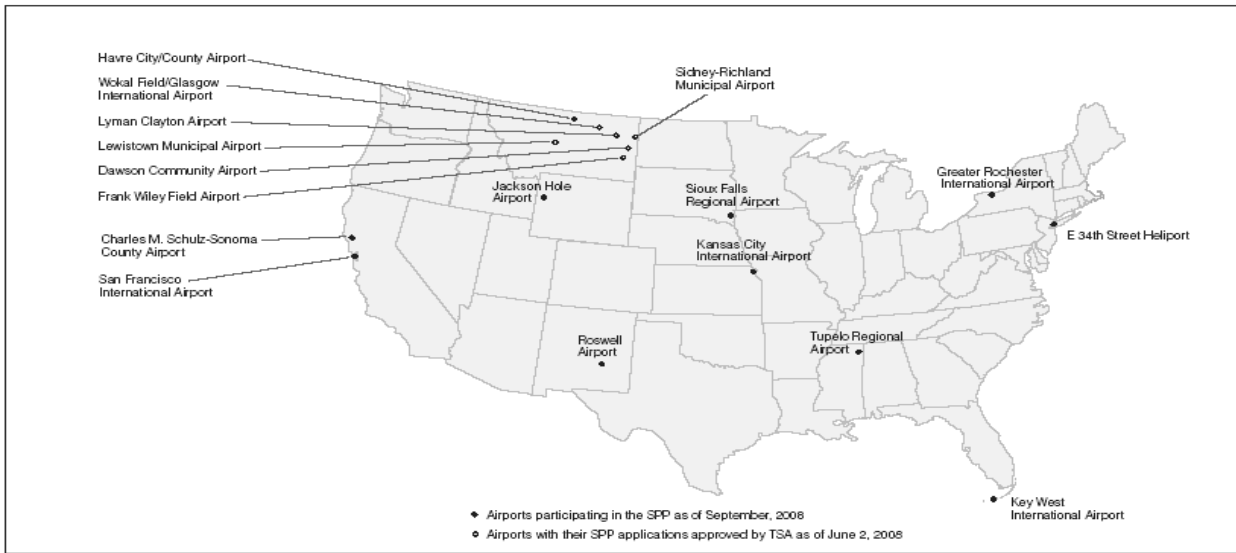 Havre City/County Airport
Wokal Field/Glasgow
International Airport
Lyman Clayton Airport
Lewistown Municipal Airport
Dawson Community Airport
Frank Wiley Field Airport
Sidney-Richland
Municipal Airport
Jackson Hole
Airport
Sioux Falls
Regional Airport
Greater Rochester
International Airport
E 34th Street Heliport
Charles M. Schulz-Sonoma
County Airport
San Francisco
International Airport
Kansas City
International Airport
Roswell
Airport
Tupelo Regional
Airport
Key West
International Airport
Airports participating in the SPP as of September, 2008
Airports with their SPP applications approved by TSA as of June 2, 2008